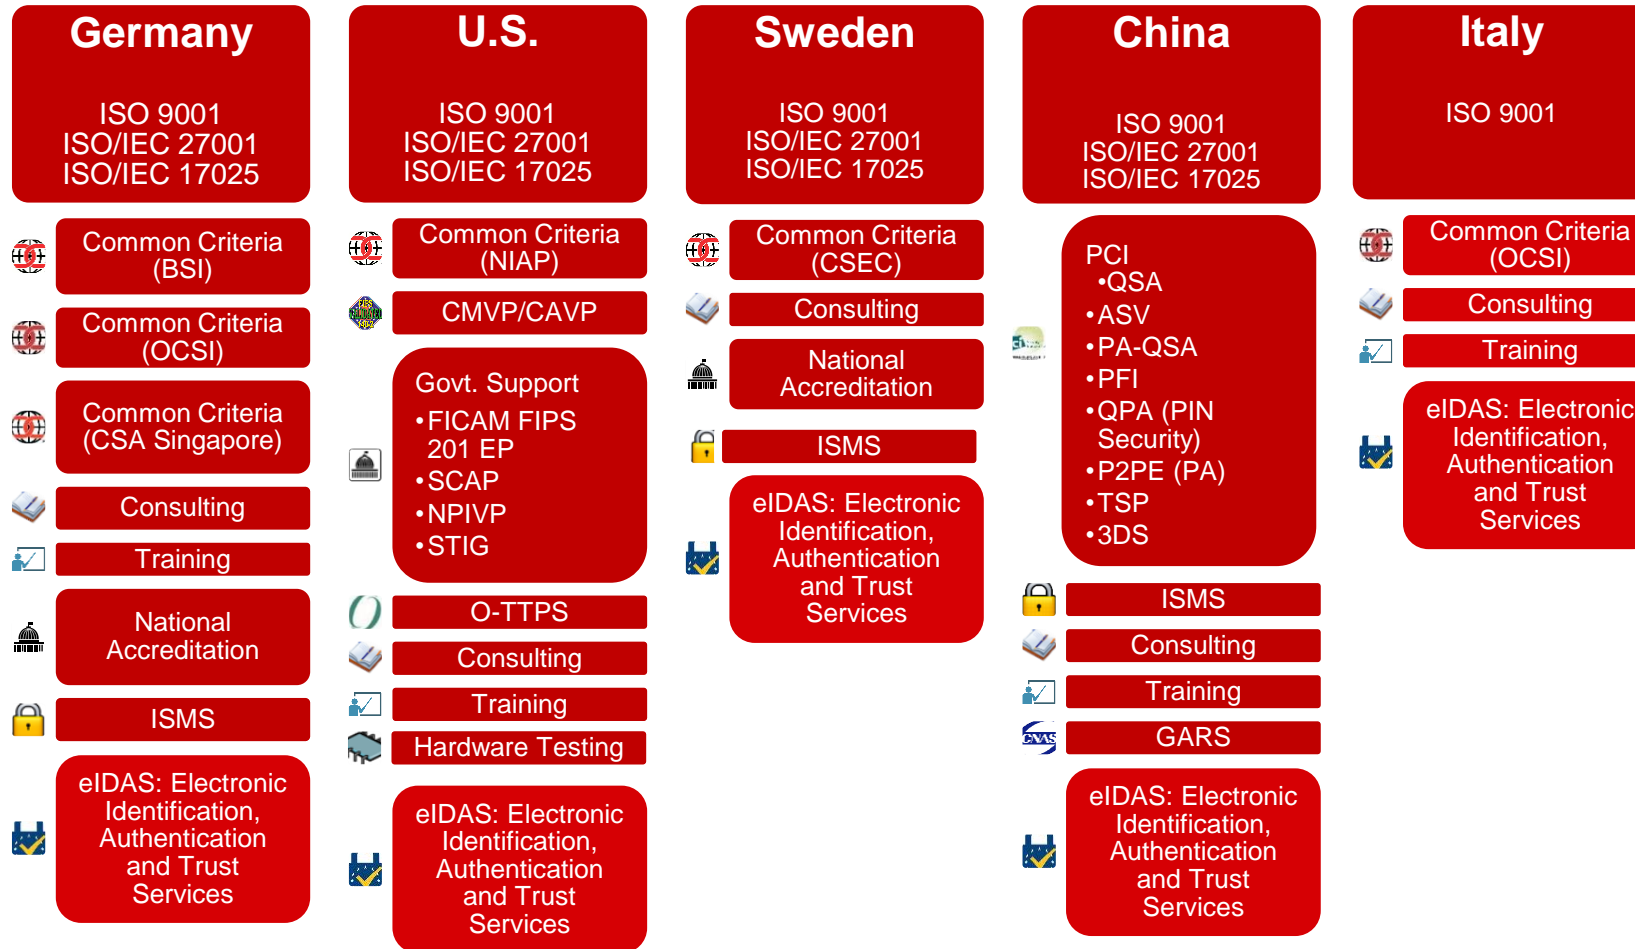 Germany
ISO 9001
ISO/IEC 27001
ISO/IEC 17025
Common Criteria
(BSI)
Common Criteria
(OCSI)
Common Criteria
(CSA Singapore)
Consulting
Training
National
Accreditation
ISMS
eIDAS: Electronic
Identification,
Authentication
and Trust
Services
U.S.
ISO 9001
ISO/IEC 27001
ISO/IEC 17025
Common Criteria
(NIAP)
CMVP/CAVP
Govt. Support
•FICAM FIPS
201 EP
•SCAP
•NPIVP
•STIG
O-TTPS
Consulting
Training
Hardware Testing
eIDAS: Electronic
Identification,
Authentication
and Trust
Services
Sweden
ISO 9001
ISO/IEC 27001
ISO/IEC 17025
Common Criteria
(CSEC)
Consulting
National
Accreditation
ISMS
eIDAS: Electronic
Identification,
Authentication
and Trust
Services
China
ISO 9001
ISO/IEC 27001
ISO/IEC 17025
PCI
•QSA
•ASV
•PA-QSA
•PFI
•QPA (PIN
Security)
•P2PE (PA)
•TSP
•3DS
ISMS
Consulting
Training
CNAS
GARS
eIDAS: Electronic
Identification,
Authentication
and Trust
Services
Italy
ISO 9001
Common Criteria
(OCSI)
Consulting
Training
eIDAS: Electronic
Identification,
Authentication
and Trust
Services